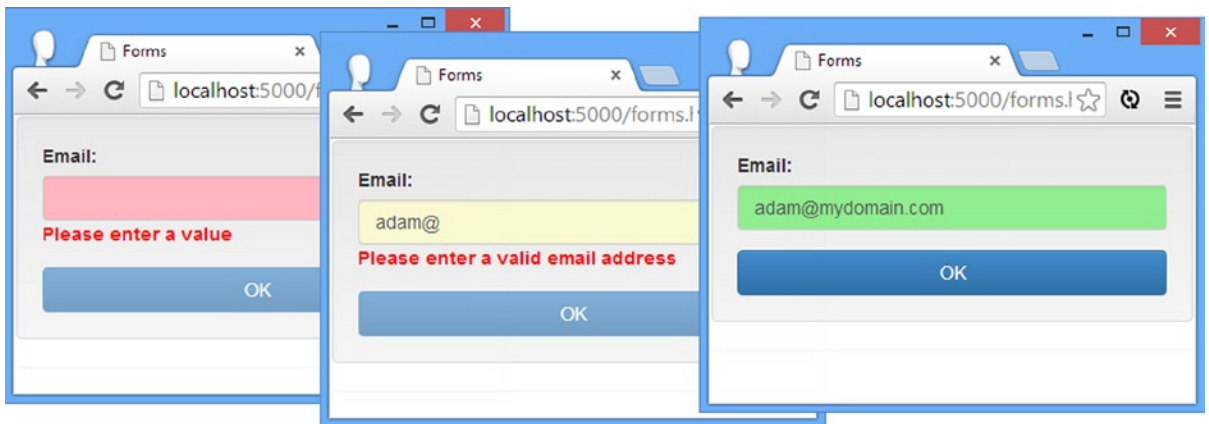 Forms
localhost:5000/f
Email:
Please enter a value
OK
Forms
localhost:5000/forms.
Email:
adam@
Please enter a valid email address
OK
Forms
localhost:5000/forms.
Email:
adam@mydomain.com
OK